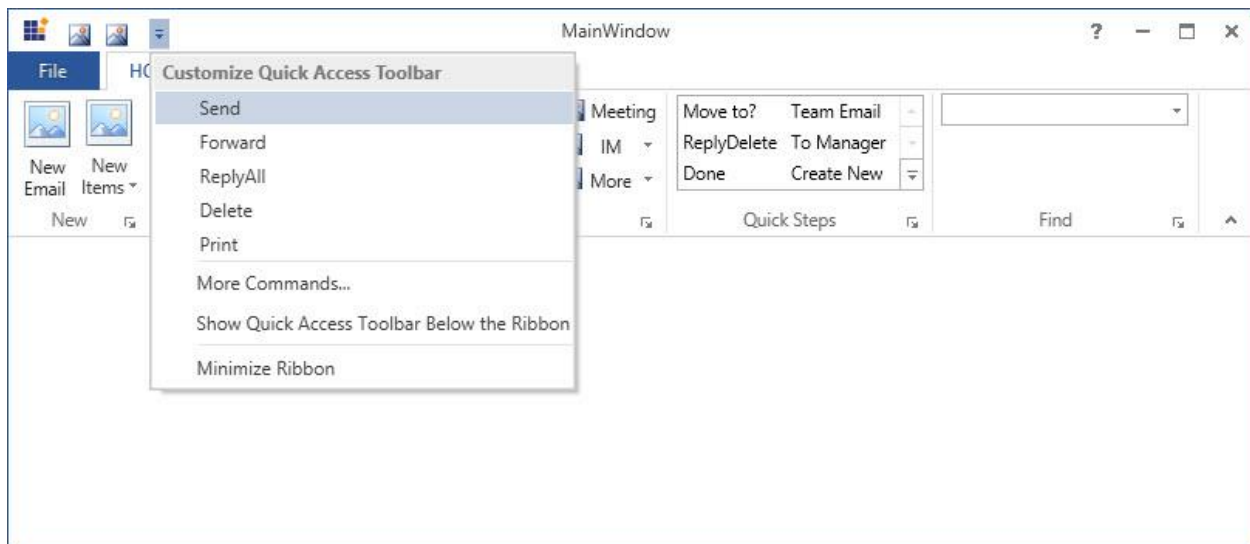 MainWindow
?
File
HO
Customize Quick Access Toolbar
Send
Forward
ReplyAll
Delete
Print
More Commands...
Show Quick Access Toolbar Below the Ribbon
Minimize Ribbon
New Email
New Items
New
Meeting
IM
More
Move to? Team Email
ReplyDelete To Manager
Done Create New
Quick Steps
Find